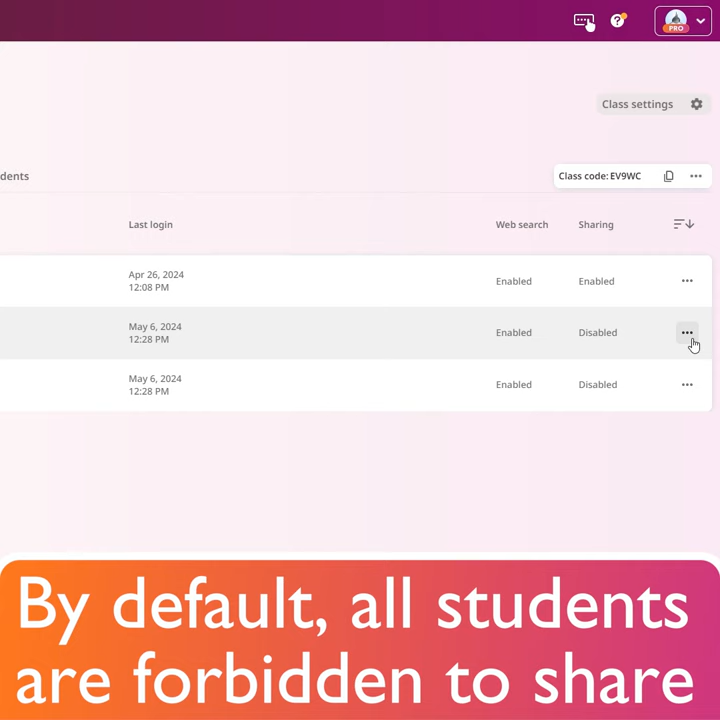 PRO
Class settings
dents
Class code: EV9WC
Last login
Web search
Sharing
Apr 26, 2024
12:08 PM
Enabled
Enabled
May 6, 2024
12:28 PM
Enabled
Disabled
May 6, 2024
12:28 PM
Enabled
Disabled
By default, all students
are forbidden to share